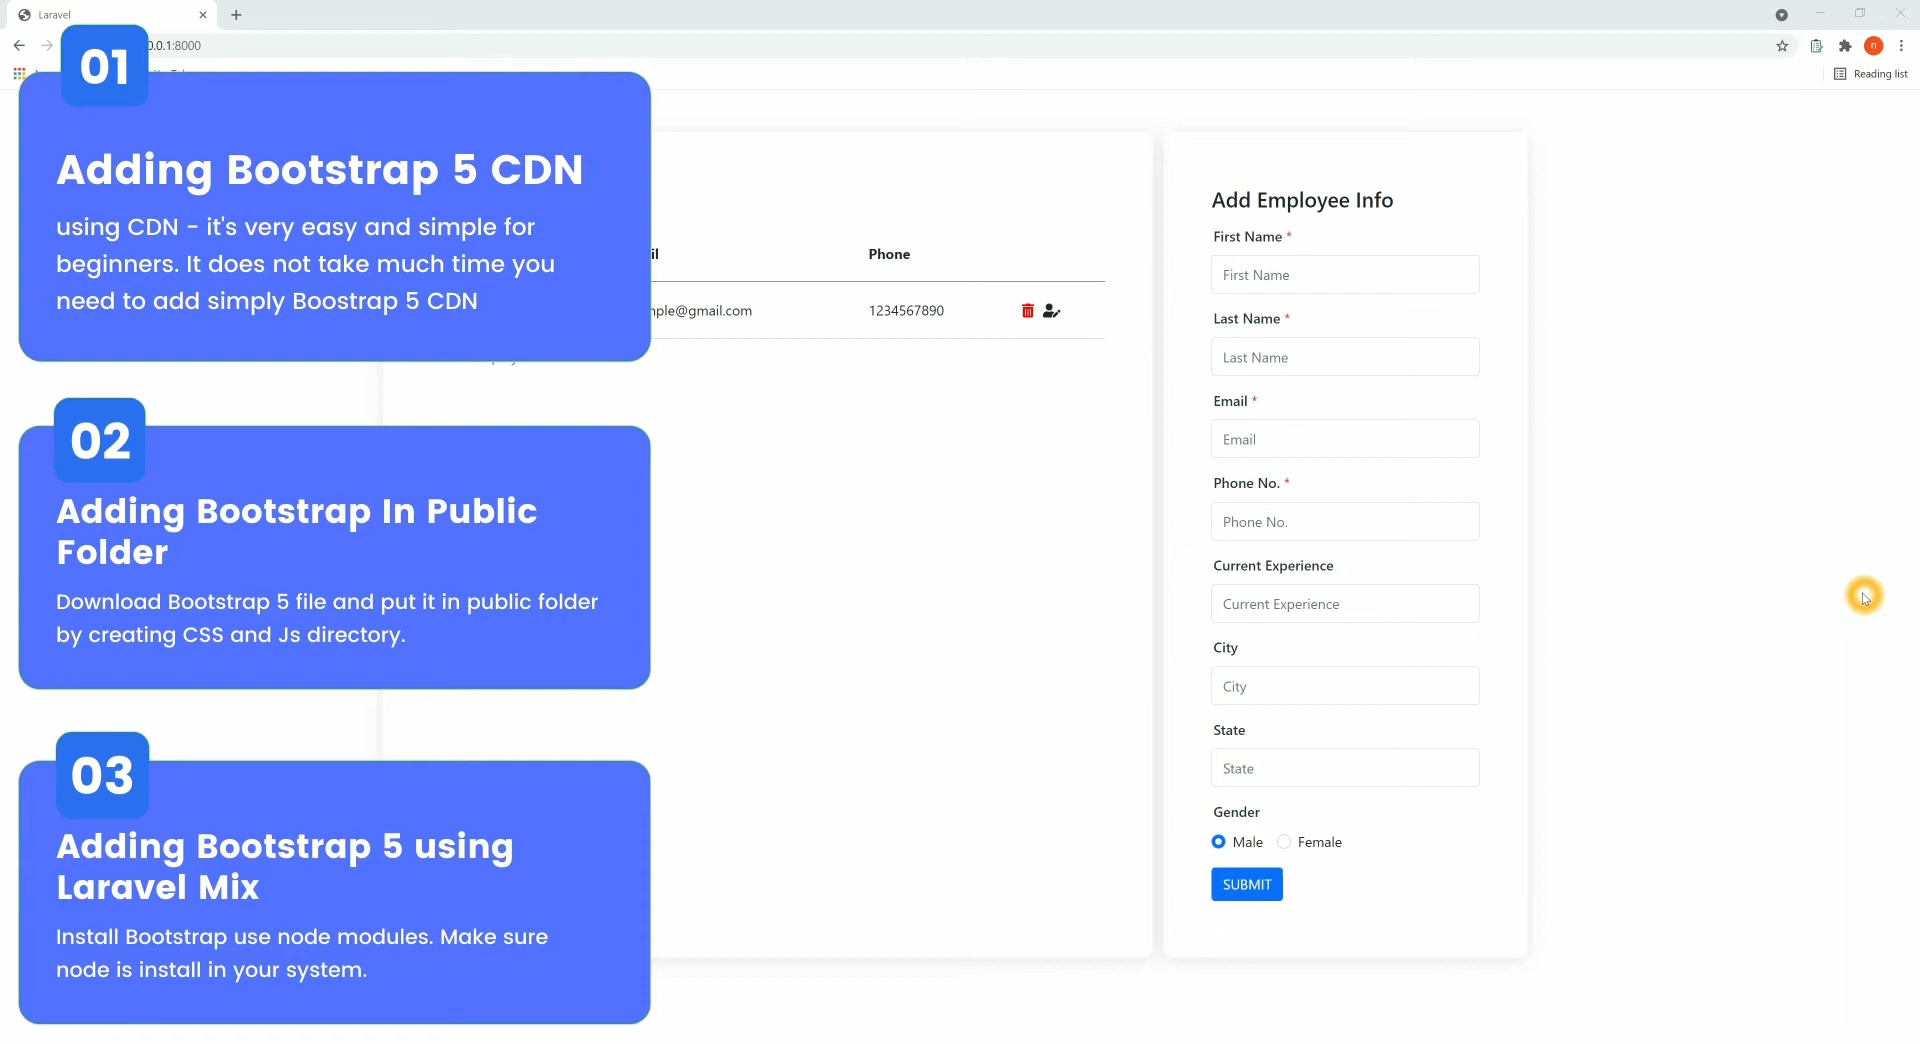 Laravel
0.0.1:8000
Reading list
01
Adding Bootstrap 5 CDN
using CDN - it's very easy and simple for
beginners. It does not take much time you
need to add simply Boostrap 5 CDN
02
Adding Bootstrap In Public
Folder
Download Bootstrap 5 file and put it in public folder
by creating CSS and Js directory.
03
Adding Bootstrap 5 using
Laravel Mix
Install Bootstrap use node modules. Make sure
node is install in your system.
il Phone
mple@gmail.com 1234567890
Add Employee Info
First Name *
First Name
Last Name *
Last Name
Email *
Email
Phone No. *
Phone No.
Current Experience
Current Experience
City
City
State
State
Gender
Male Female
SUBMIT
n